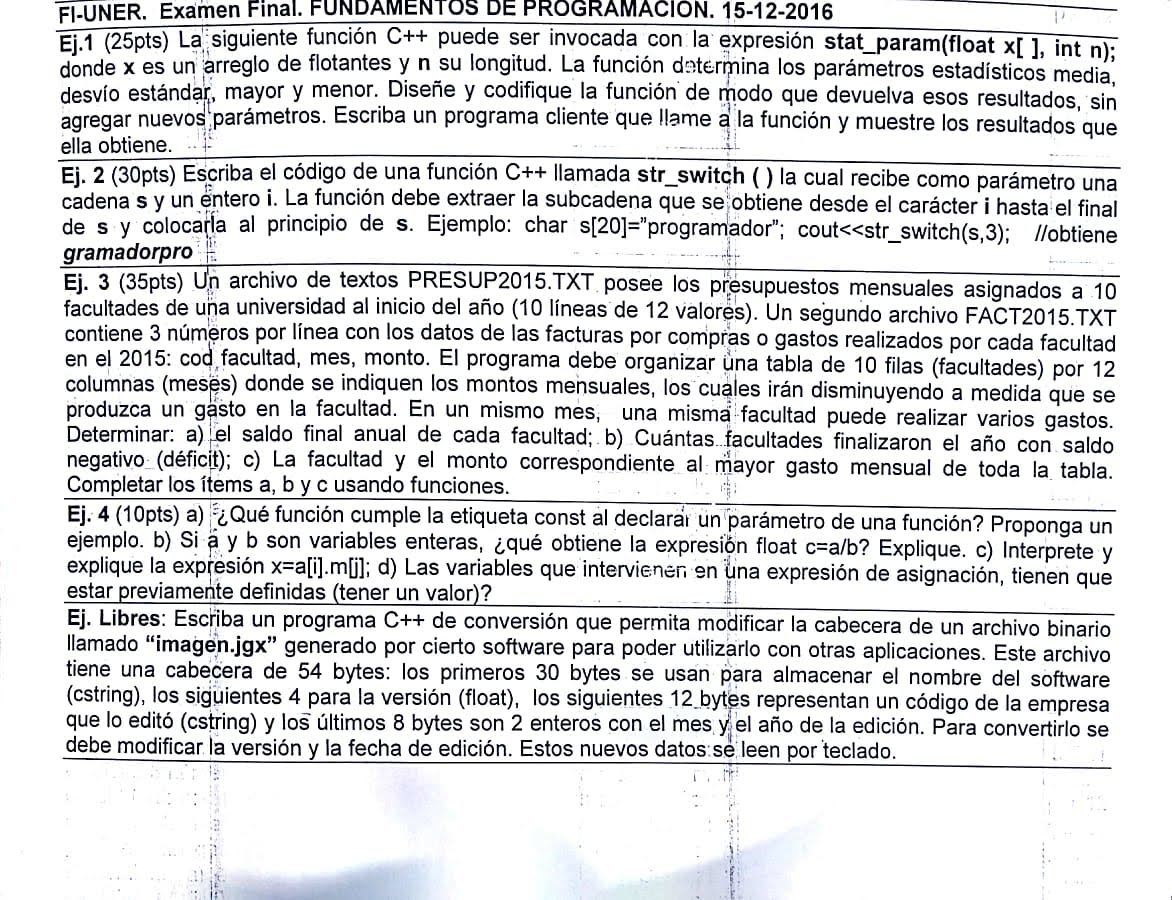 FI-UNER. Examen Final. FUNDAMENTOS DE PROGRAMACIÓN. 15-12-2016
Ej.1 (25pts) La siguiente función C++ puede ser invocada con la expresión stat_param(float x[ ], int n);
donde x es un arreglo de flotantes y n su longitud. La función determina los parámetros estadísticos media,
desvío estándar, mayor y menor. Diseñe y codifique la función de modo que devuelva esos resultados, sin
agregar nuevos parámetros. Escriba un programa cliente que llame a la función y muestre los resultados que
ella obtiene.
Ej. 2 (30pts) Escriba el código de una función C++ llamada str_switch ( ) la cual recibe como parámetro una
cadena s y un entero i. La función debe extraer la subcadena que se obtiene desde el carácter i hasta el final
de s y colocarla al principio de s. Ejemplo: char s[20]="programador"; cout<<str_switch(s,3); //obtiene
gramadorpro
Ej. 3 (35pts) Un archivo de textos PRESUP2015.TXT posee los presupuestos mensuales asignados a 10
facultades de una universidad al inicio del año (10 líneas de 12 valores). Un segundo archivo FACT2015.TXT
contiene 3 números por línea con los datos de las facturas por compras o gastos realizados por cada facultad
en el 2015: cod facultad, mes, monto. El programa debe organizar una tabla de 10 filas (facultades) por 12
columnas (meses) donde se indiquen los montos mensuales, los cuales irán disminuyendo a medida que se
produzca un gasto en la facultad. En un mismo mes, una misma facultad puede realizar varios gastos.
Determinar: a) el saldo final anual de cada facultad; b) Cuántas facultades finalizaron el año con saldo
negativo (déficit); c) La facultad y el monto correspondiente al mayor gasto mensual de toda la tabla.
Completar los ítems a, b y c usando funciones.
Ej. 4 (10pts) a) ¿Qué función cumple la etiqueta const al declarar un parámetro de una función? Proponga un
ejemplo. b) Si a y b son variables enteras, ¿qué obtiene la expresión float c=a/b? Explique. c) Interprete y
explique la expresión x=a[i].m[j]; d) Las variables que intervienen en una expresión de asignación, tienen que
estar previamente definidas (tener un valor)?
Ej. Libres: Escriba un programa C++ de conversión que permita modificar la cabecera de un archivo binario
llamado "imagen.jgx" generado por cierto software para poder utilizarlo con otras aplicaciones. Este archivo
tiene una cabecera de 54 bytes: los primeros 30 bytes se usan para almacenar el nombre del software
(cstring), los siguientes 4 para la versión (float), los siguientes 12 bytes representan un código de la empresa
que lo editó (cstring) y los últimos 8 bytes son 2 enteros con el mes y el año de la edición. Para convertirlo se
debe modificar la versión y la fecha de edición. Estos nuevos datos se leen por teclado.